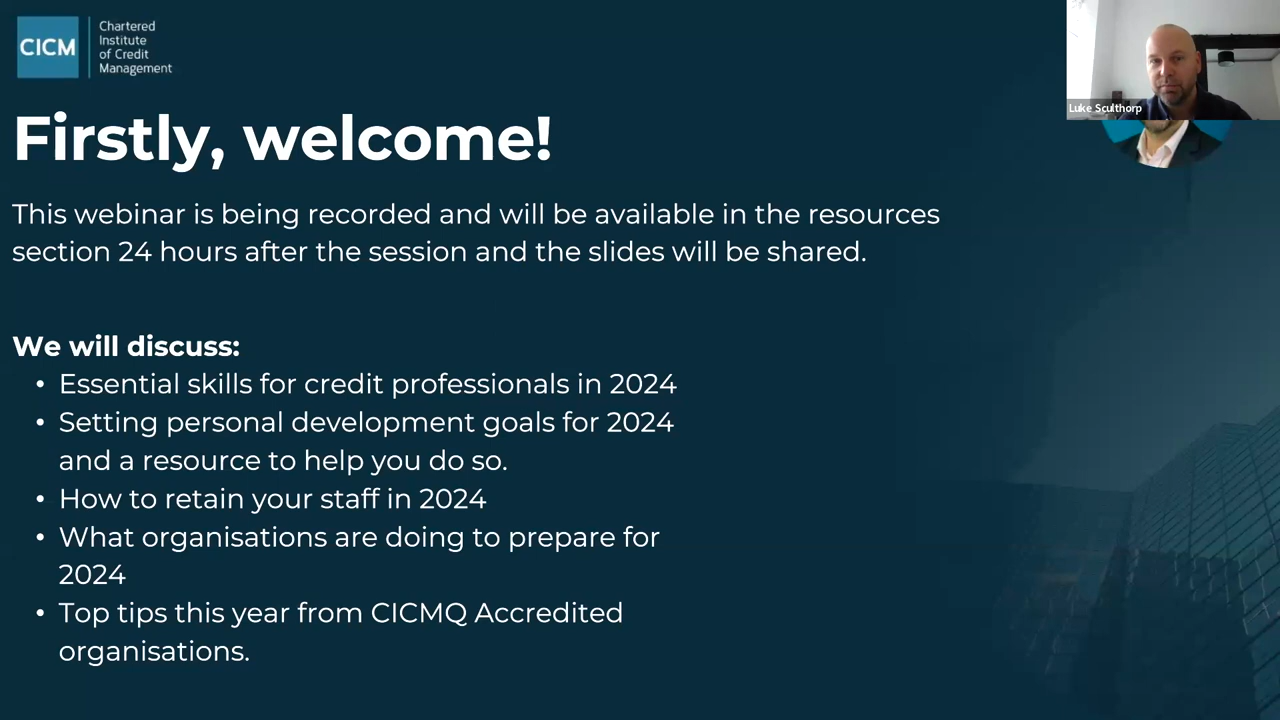 CICM
Chartered
Institute
of Credit
Management
Luke Sculthorp
Firstly, welcome!
This webinar is being recorded and will be available in the resources
section 24 hours after the session and the slides will be shared.
We will discuss:
• Essential skills for credit professionals in 2024
• Setting personal development goals for 2024
and a resource to help you do so.
• How to retain your staff in 2024
• What organisations are doing to prepare for
2024
• Top tips this year from CICMQ Accredited
organisations.